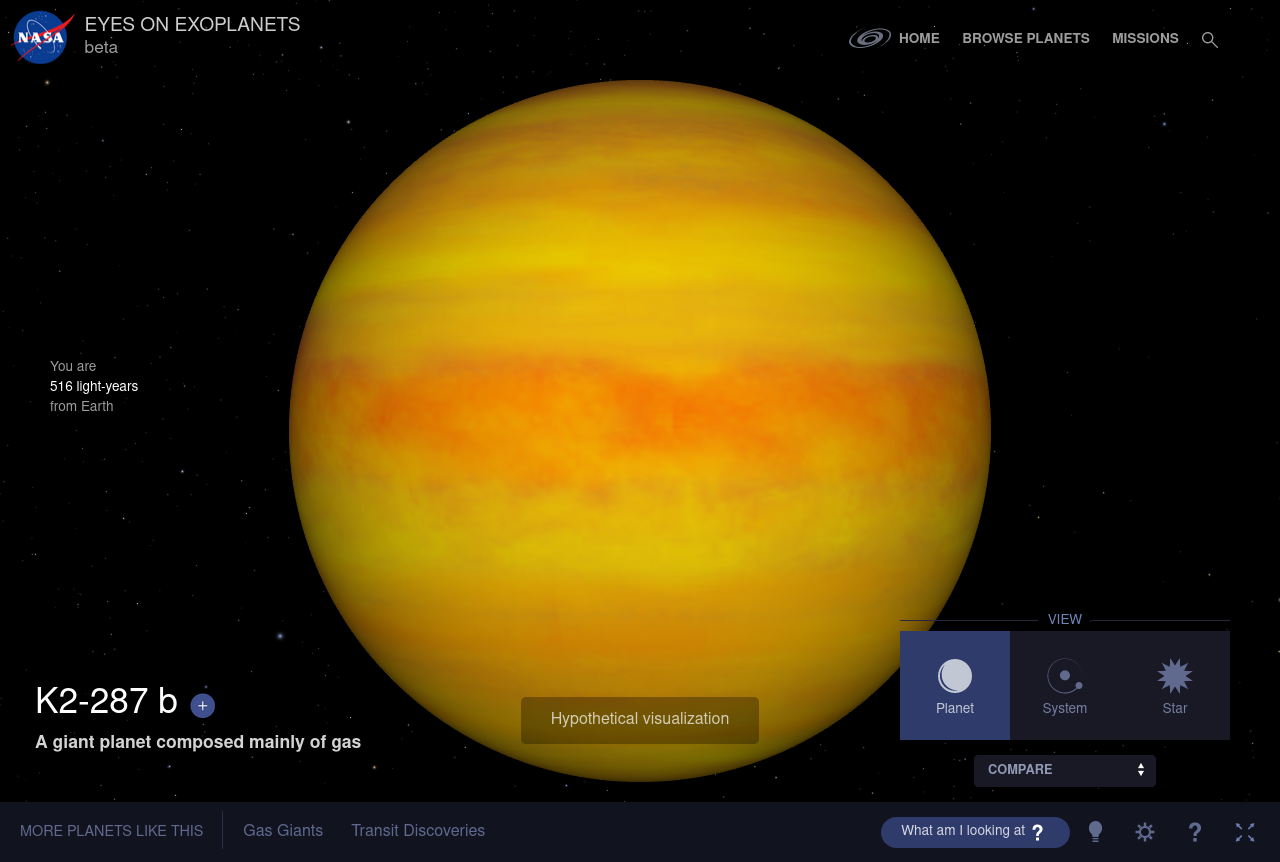 NASA
EYES ON EXOPLANETS
beta
HOME
BROWSE PLANETS
MISSIONS
You are
516 light-years
from Earth
VIEW
Planet
System
Star
K2-287 b +
A giant planet composed mainly of gas
Hypothetical visualization
COMPARE
MORE PLANETS LIKE THIS
Gas Giants
Transit Discoveries
What am I looking at ?
?